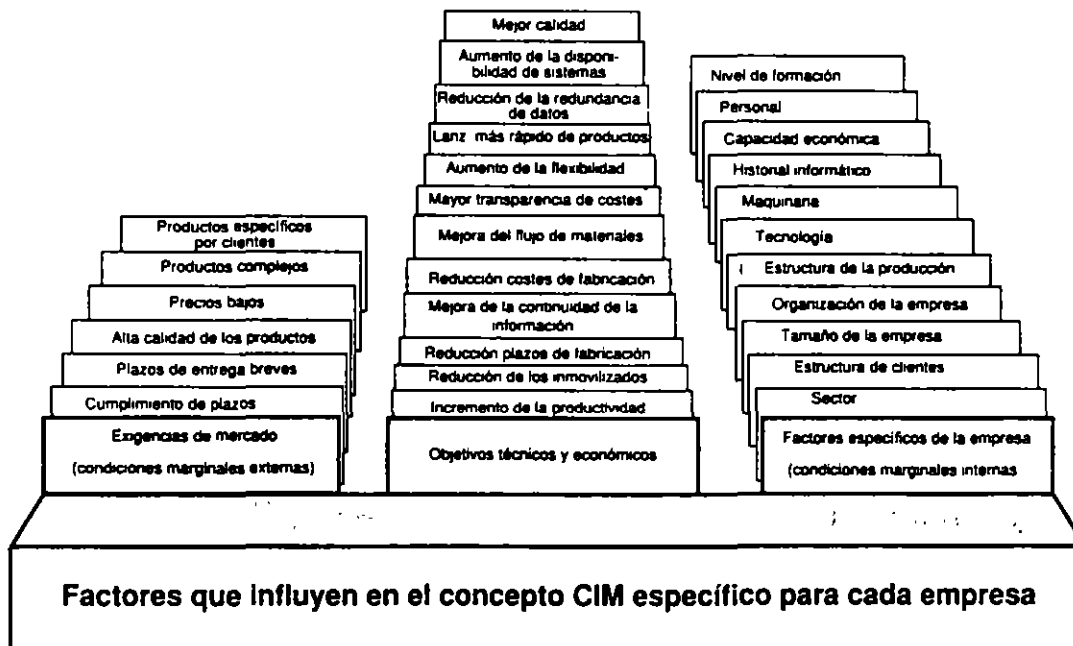 Productos específicos
por clientes
Productos complejos
Precios bajos
Alta calidad de los productos
Plazos de entrega breves
Cumplimiento de plazos
Exigencias de mercado
(condiciones marginales externas)
Mejor calidad
Aumento de la disponi-
bilidad de sistemas
Reducción de la redundancia
de datos
Lanz más rápido de productos
Aumento de la flexibilidad
Mayor transparencia de costes
Mejora del flujo de materiales
Reducción costes de fabricación
Mejora de la continuidad de la
información
Reducción plazos de fabricación
Reducción de los inmovilizados
Incremento de la productividad
Objetivos técnicos y económicos
Nivel de formación
Personal
Capacidad económica
Historial informático
Maquinaria
Tecnología
Estructura de la producción
Organización de la empresa
Tamaño de la empresa
Estructura de clientes
Sector
Factores específicos de la empresa
(condiciones marginales internas
Factores que influyen en el concepto CIM específico para cada empresa